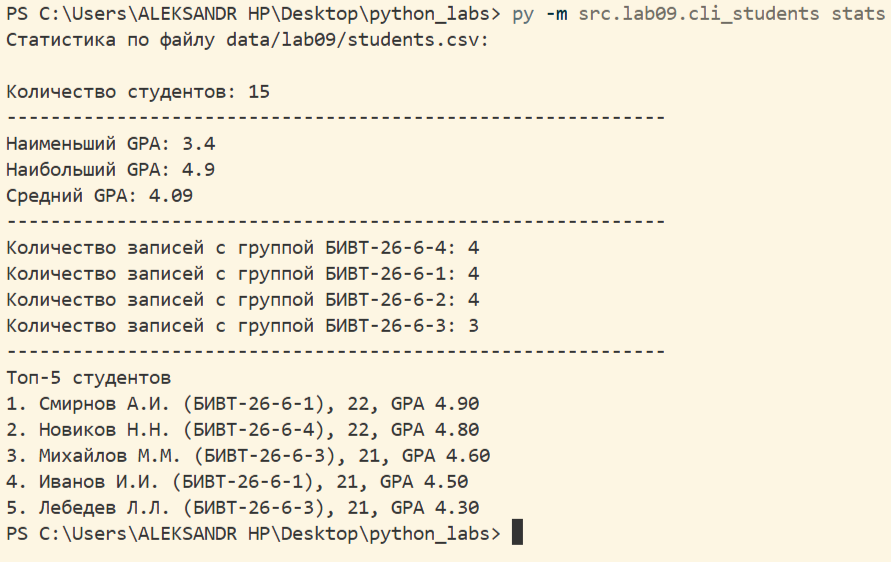 PS C:\Users\ALEKSANDR HP\Desktop\python_labs> py -m src.lab09.cli_students stats
Статистика по файлу data/lab09/students.csv:
Количество студентов: 15
------------------------------------------------------------
Наименьший GPA: 3.4
Наибольший GPA: 4.9
Средний GPA: 4.09
------------------------------------------------------------
Количество записей с группой БИВТ-26-6-4: 4
Количество записей с группой БИВТ-26-6-1: 4
Количество записей с группой БИВТ-26-6-2: 4
Количество записей с группой БИВТ-26-6-3: 3
------------------------------------------------------------
Топ-5 студентов
1. Смирнов А.И. (БИВТ-26-6-1), 22, GPA 4.90
2. Новиков Н.Н. (БИВТ-26-6-4), 22, GPA 4.80
3. Михайлов М.М. (БИВТ-26-6-3), 21, GPA 4.60
4. Иванов И.И. (БИВТ-26-6-1), 21, GPA 4.50
5. Лебедев Л.Л. (БИВТ-26-6-3), 21, GPA 4.30
PS C:\Users\ALEKSANDR HP\Desktop\python_labs>